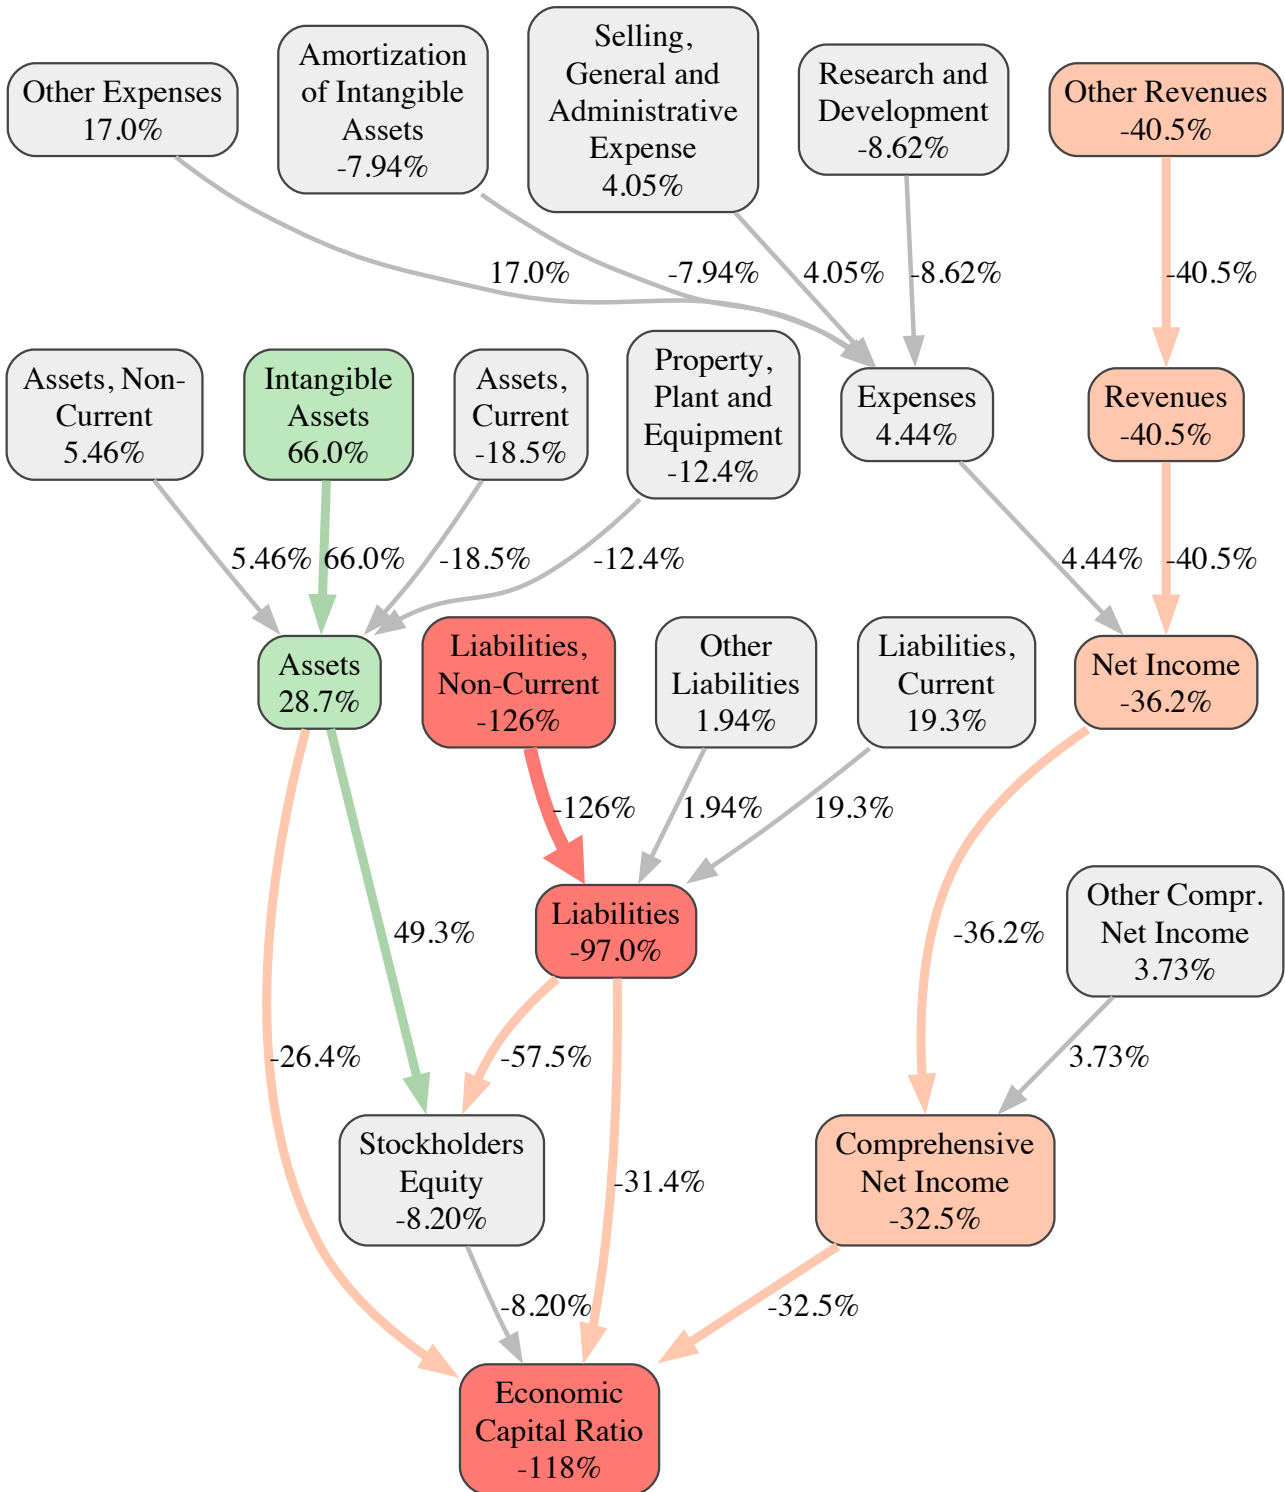 Other Expenses
17.0%
Amortization
of Intangible
Assets
-7.94%
Selling,
General and
Administrative
Expense
4.05%
Research and
Development
-8.62%
Other Revenues
-40.5%
17.0%
-7.94%
4.05%
-8.62%
-40.5%
Assets, Non-
Current
5.46%
Intangible
Assets
66.0%
Assets,
Current
-18.5%
Property,
Plant and
Equipment
-12.4%
Expenses
4.44%
Revenues
-40.5%
5.46%
66.0%
-18.5%
-12.4%
4.44%
-40.5%
Assets
28.7%
Liabilities,
Non-Current
-126%
Other
Liabilities
1.94%
Liabilities,
Current
19.3%
Net Income
-36.2%
-126%
1.94%
19.3%
49.3%
Liabilities
-97.0%
-36.2%
Other Compr.
Net Income
3.73%
-26.4%
-57.5%
3.73%
Stockholders
Equity
-8.20%
-31.4%
Comprehensive
Net Income
-32.5%
-8.20%
-32.5%
Economic
Capital Ratio
-118%